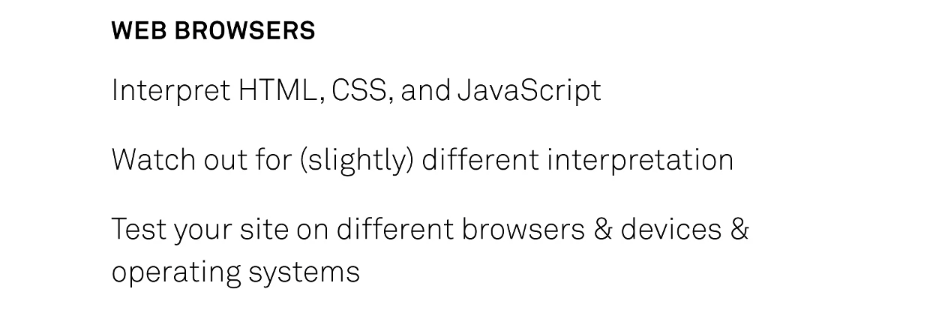 WEB BROWSERS
Interpret HTML, CSS, and JavaScript
Watch out for (slightly) different interpretation
Test your site on different browsers & devices &
operating systems